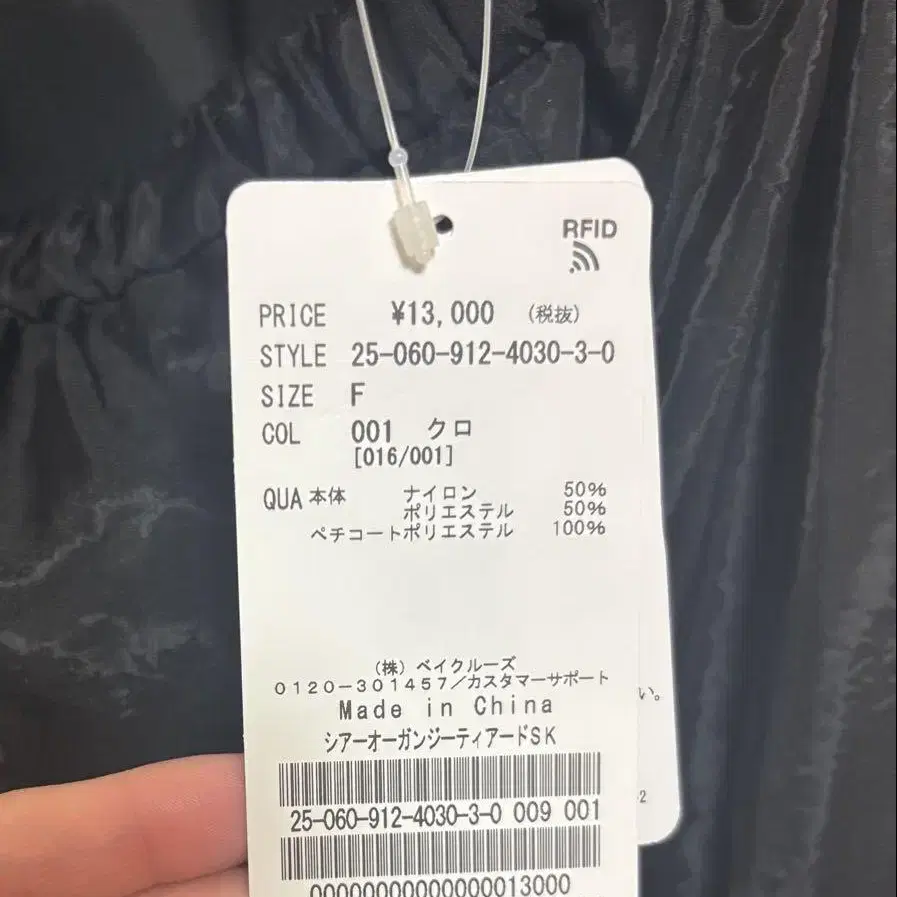 RFID
PRICE ¥13,000 (税抜)
STYLE 25-060-912-4030-3-0
SIZE F
COL 001 クロ
[016/001]
QUA 本体 ナイロン 50%
ポリエステル 50%
ペチコートポリエステル 100%
(株) ベイクルーズ
0120-301457/カスタマーサポート
Made in China
シアーオーガンジーティアードSK
25-060-912-4030-3-0 009 001
い。